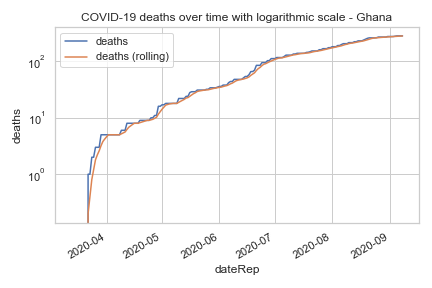 COVID-19 deaths over time with logarithmic scale - Ghana
deaths
deaths (rolling)
10²
10¹
10⁰
deaths
2020-04
2020-05
2020-06
2020-07
2020-08
2020-09
dateRep